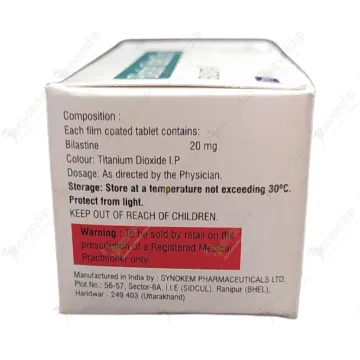 Composition :
Each film coated tablet contains:
Bilastine 20 mg
Colour: Titanium Dioxide I.P
Dosage: As directed by the Physician.
Storage: Store at a temperature not exceeding 30ºC.
Protect from light.
KEEP OUT OF REACH OF CHILDREN.
Warning : To be sold by retail on the
prescription of a Registered Medical
Practitioner only.
Manufactured in India by : SYNOKEM PHARMACEUTICALS LTD.
Plot No.: 56-57, Sector-6A, I.I.E (SIDCUL), Ranipur (BHEL),
Haridwar - 249 403 (Uttarakhand)